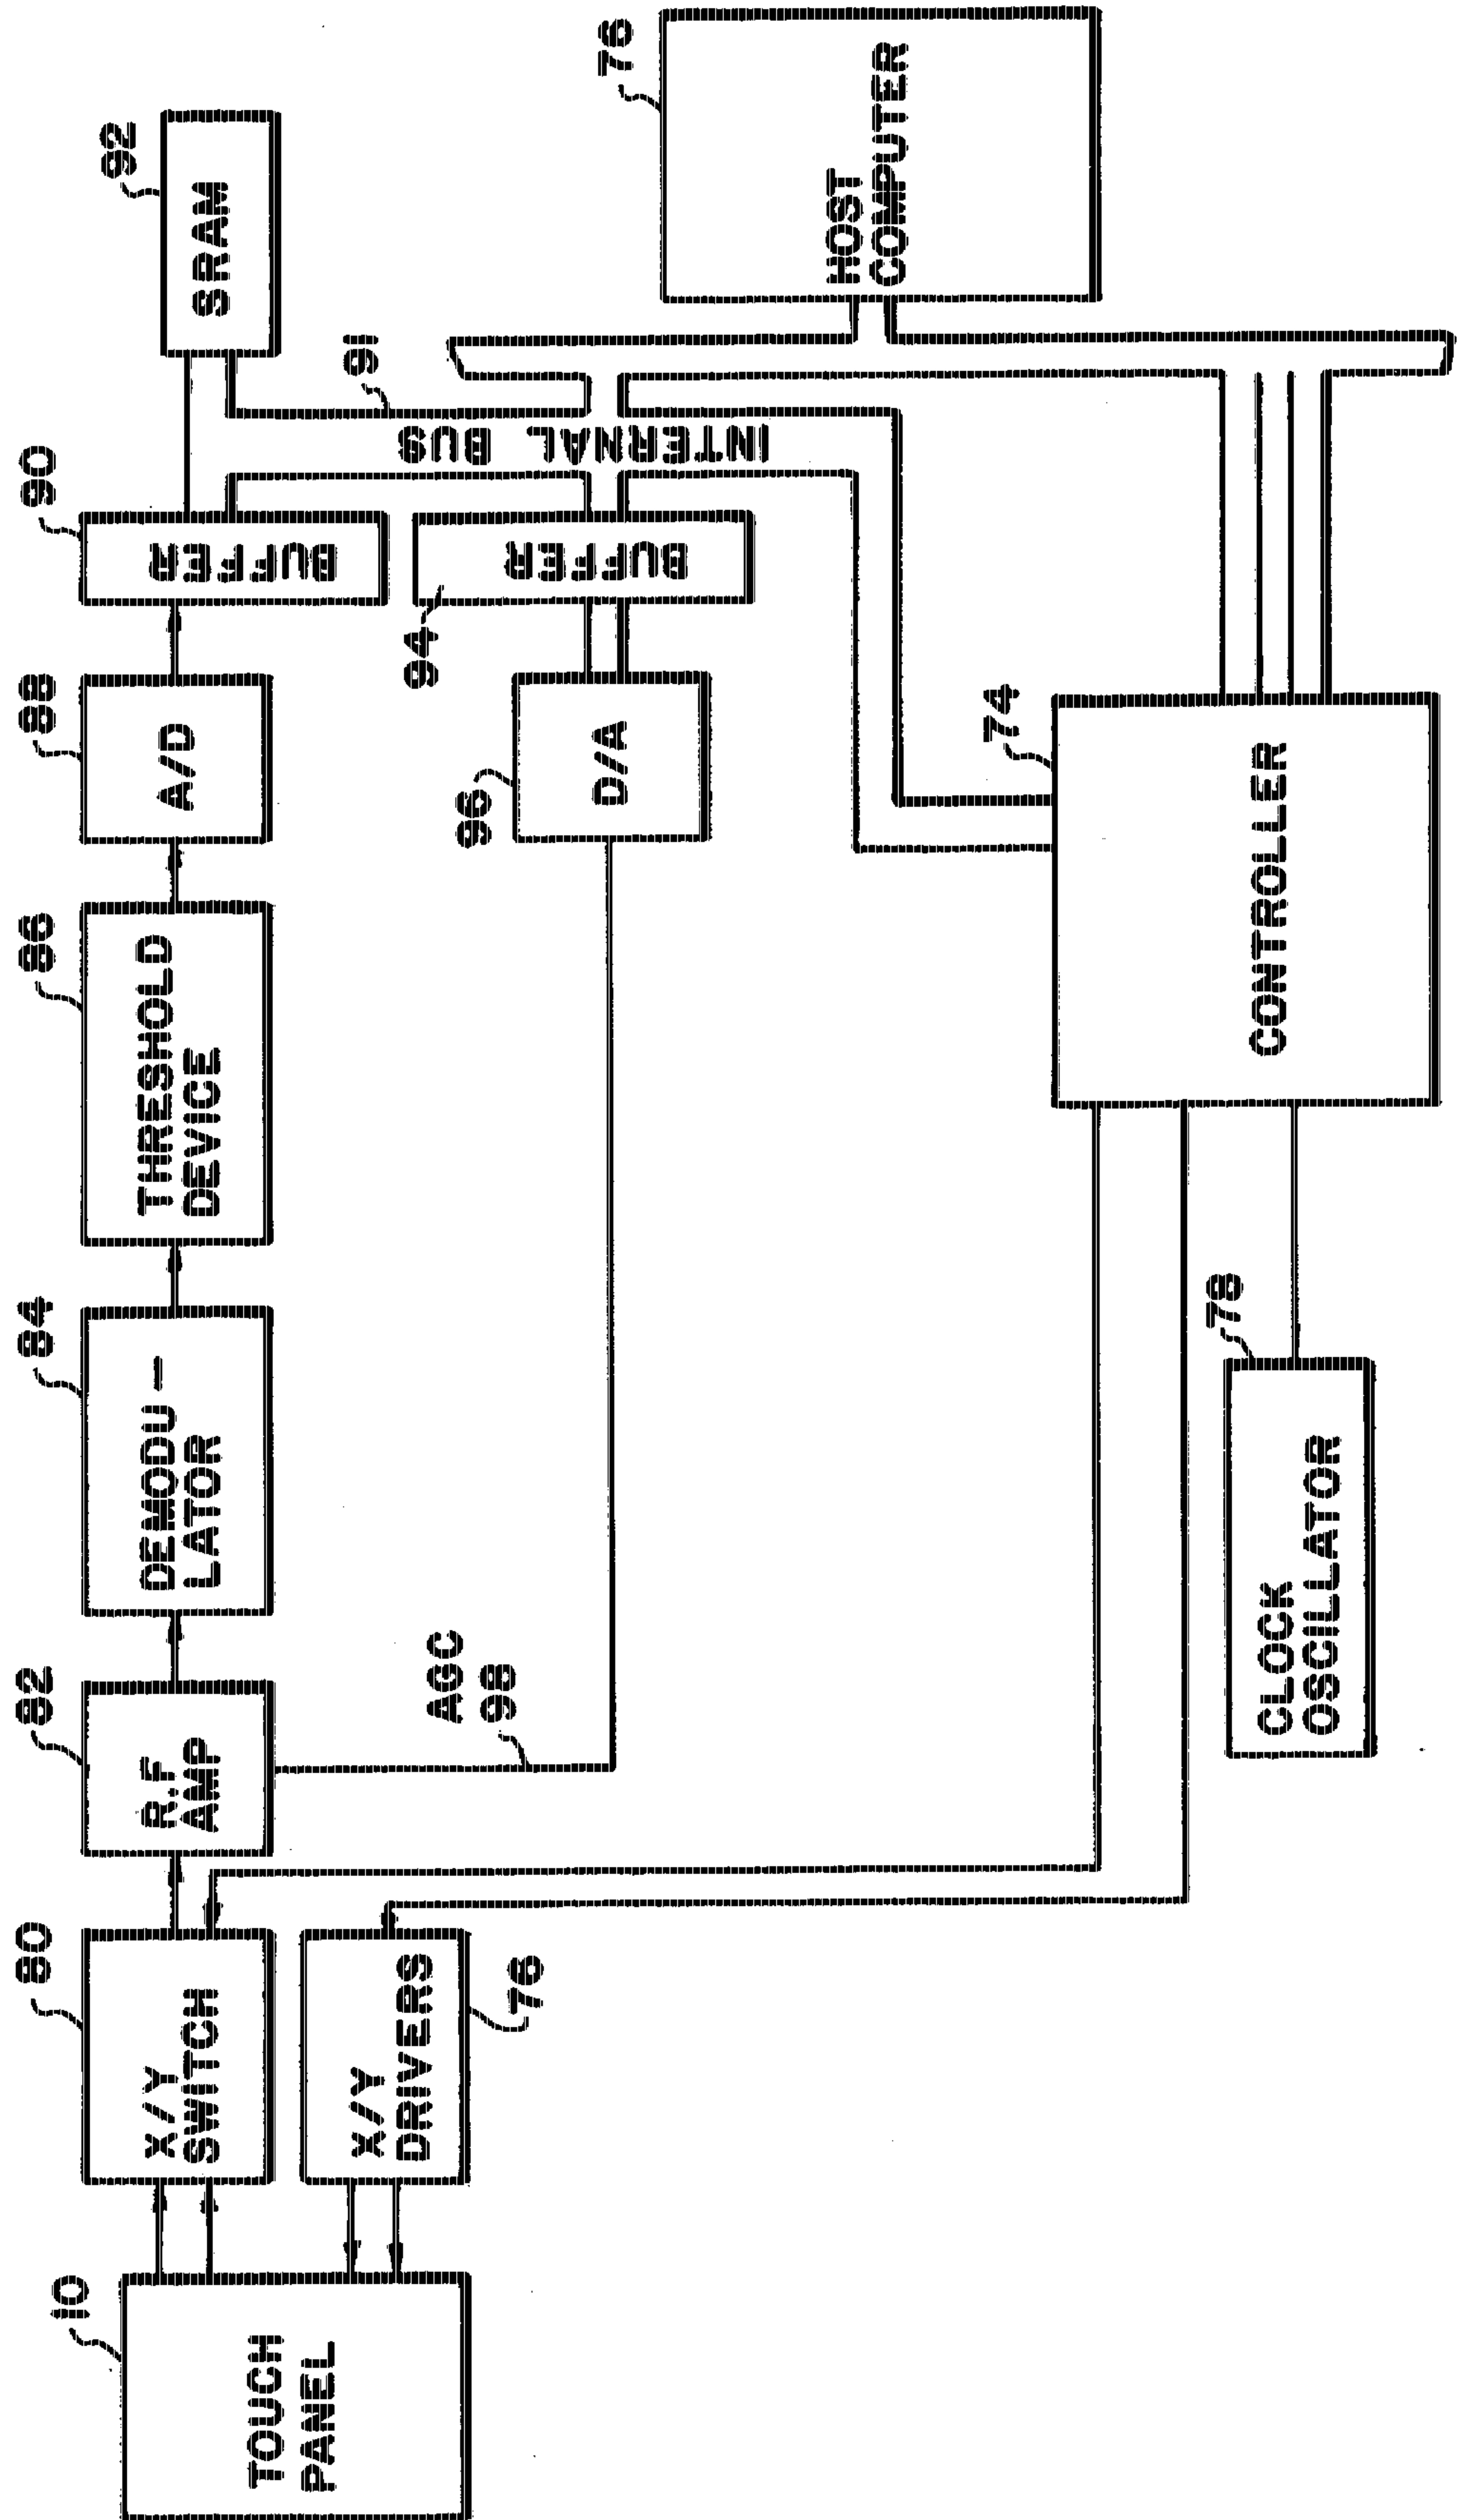 10
TOUCH
PANEL
80
X/Y
SWITCH
82
R.F
AMP
84
DEMODU-
LATOR
86
THRESHOLD
DEVICE
88
A/D
90
BUFFER
92
SRAM
X/Y
DRIVERS
76
AGC
98
96
D/A
94
BUFFER
91
INTERNAL BUS
76
HOST
COMPUTER
78
CLOCK
OSCILLATOR
74
CONTROLLER